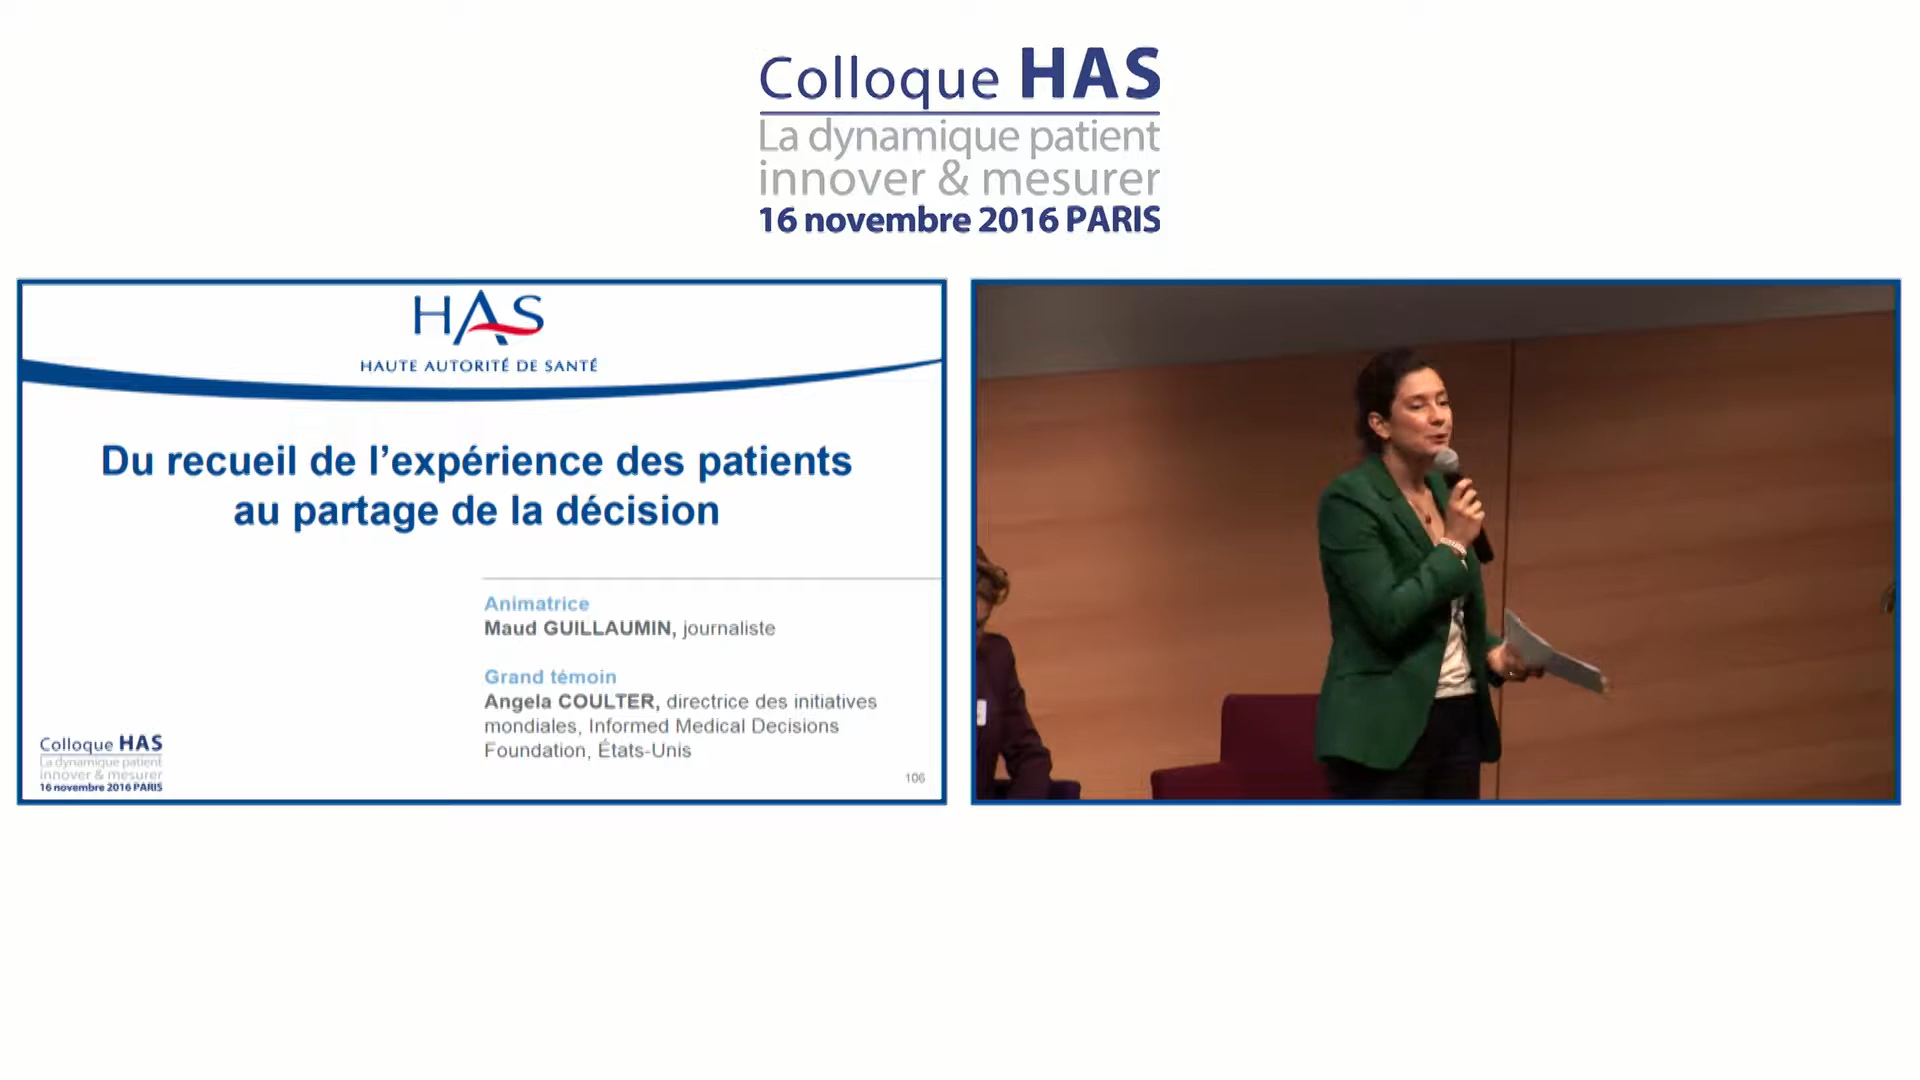 Colloque HAS
La dynamique patient
innover & mesurer
16 novembre 2016 PARIS
HAS
HAUTE AUTORITÉ DE SANTÉ
Du recueil de l’expérience des patients
au partage de la décision
Animatrice
Maud GUILLAUMIN, journaliste
Grand témoin
Angela COULTER, directrice des initiatives
mondiales, Informed Medical Decisions
Foundation, États-Unis
Colloque HAS
La dynamique patient
innover & mesurer
16 novembre 2016 PARIS
106